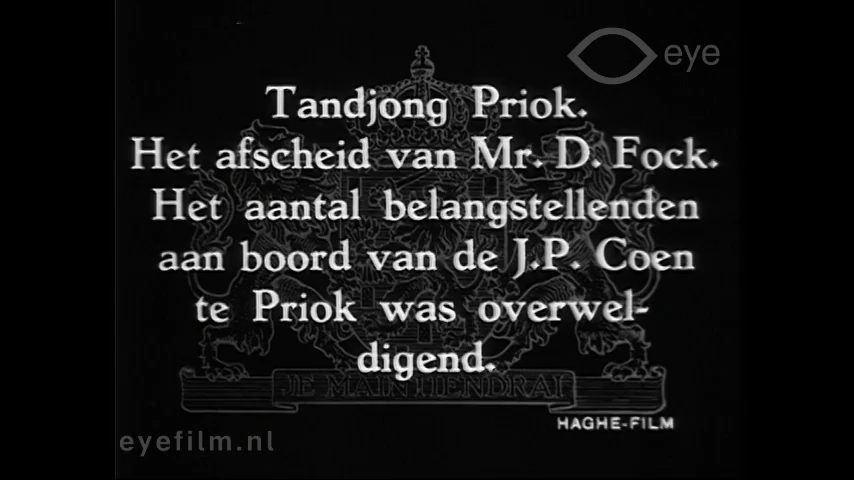 eye
Tandjong Priok.
Het afscheid van Mr. D. Fock.
Het aantal belangstellenden
aan boord van de J.P. Coen
te Priok was overwel-
digend.
JE MAINTIENDRAI
HAGHE-FILM
eyefilm.nl